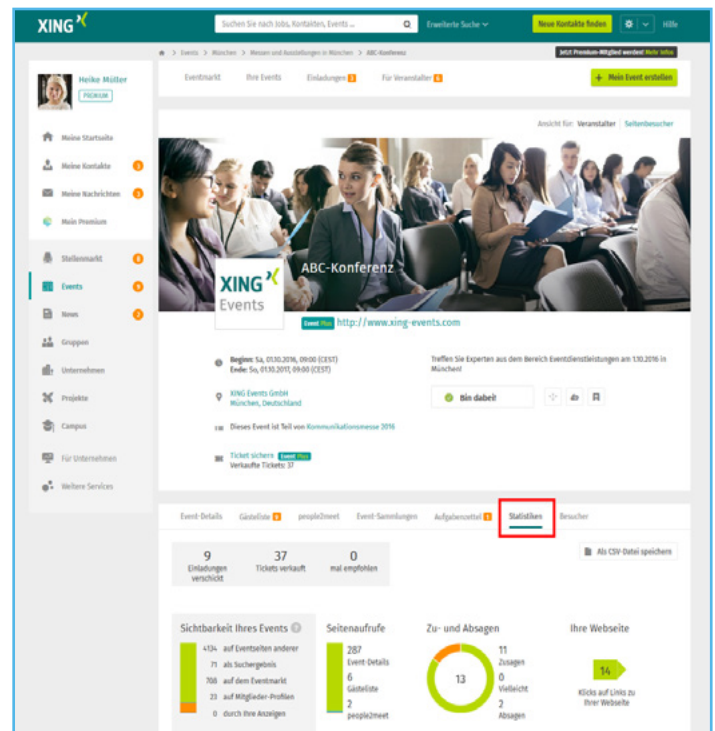 XING
Suchen Sie nach Jobs, Kontakten, Events ...
Erweiterte Suche
Neue Kontakte finden
Hilfe
> Events > München > Messen und Ausstellungen in München > ABC-Konferenz
Jetzt Premium-Mitglied werden! Mehr Infos
Heike Müller
PREMIUM
Eventmarkt
Ihre Events
Einladungen
Für Veranstalter
+ Mein Event erstellen
Meine Startseite
Meine Kontakte
Meine Nachrichten
Mein Premium
Stellenmarkt
Events
News
Gruppen
Unternehmen
Projekte
Campus
Für Unternehmen
Weitere Services
Ansicht für: Veranstalter | Seitenbesucher
ABC-Konferenz
XING
Events
Event Plus http://www.xing-events.com
Beginn: Sa, 01.10.2016, 09:00 (CEST)
Ende: So, 01.10.2017, 09:00 (CEST)
Treffen Sie Experten aus dem Bereich Eventdienstleistungen am 1.10.2016 in
München!
XING Events GmbH
München, Deutschland
Bin dabei!
Dieses Event ist Teil von Kommunikationsmesse 2016
Ticket sichern Event Plus
Verkaufte Tickets: 37
Event-Details
Gästeliste
people2meet
Event-Sammlungen
Aufgabenzettel
Statistiken
Besucher
9
Einladungen
verschickt
37
Tickets verkauft
0
mal empfohlen
Als CSV-Datei speichern
Sichtbarkeit Ihres Events
4134 auf Eventseiten anderer
71 als Suchergebnis
708 auf dem Eventmarkt
23 auf Mitglieder-Profilen
0 durch Ihre Anzeigen
Seitenaufrufe
287
Event-Details
6
Gästeliste
2
people2meet
Zu- und Absagen
13
11
Zusagen
0
Vielleicht
2
Absagen
Ihre Webseite
14
Klicks auf Links zu
Ihrer Webseite